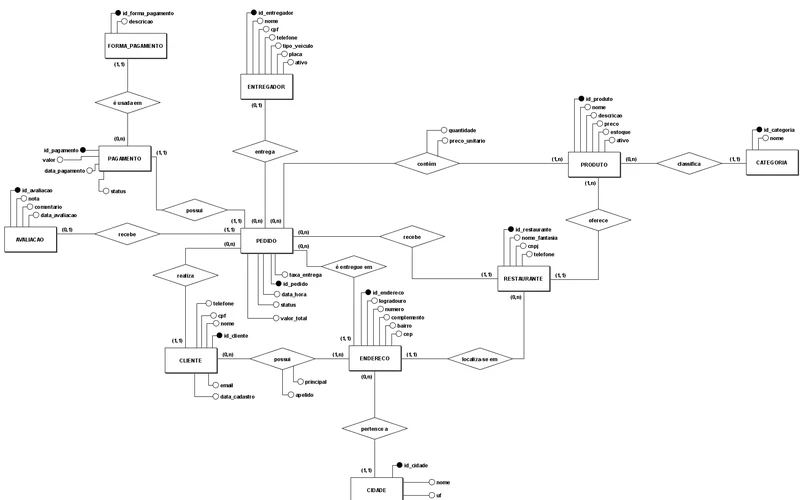 id_forma_pagamento
descricao
FORMA_PAGAMENTO
(1,1)
é usada em
(0,n)
id_pagamento
valor
data_pagamento
PAGAMENTO
(1,1)
status
id_entregador
nome
cpf
telefone
tipo_veiculo
placa
ativo
ENTREGADOR
(0,1)
entrega
quantidade
preco_unitario
contém
(1,n)
id_produto
nome
descricao
preco
estoque
ativo
PRODUTO
(0,n)
(1,n)
classifica
id_categoria
nome
(1,1)
CATEGORIA
id_avaliacao
nota
comentario
data_avaliacao
AVALIACAO
(0,1)
recebe
(1,1)
possui
(1,1)
(0,n)
(0,n)
PEDIDO
(0,n)
(0,n)
(0,n)
recebe
é entregue em
oferece
id_restaurante
nome_fantasia
cnpj
telefone
(1,1)
RESTAURANTE
(1,1)
(0,n)
realiza
taxa_entrega
id_pedido
data_hora
status
valor_total
telefone
cpf
nome
id_cliente
(1,1)
CLIENTE
(0,n)
email
data_cadastro
possui
principal
apelido
(1,n)
(1,1)
id_endereco
logradouro
numero
complemento
bairro
cep
ENDERECO
(1,1)
localiza-se em
(0,n)
pertence a
(1,1)
id_cidade
nome
uf
CIDADE